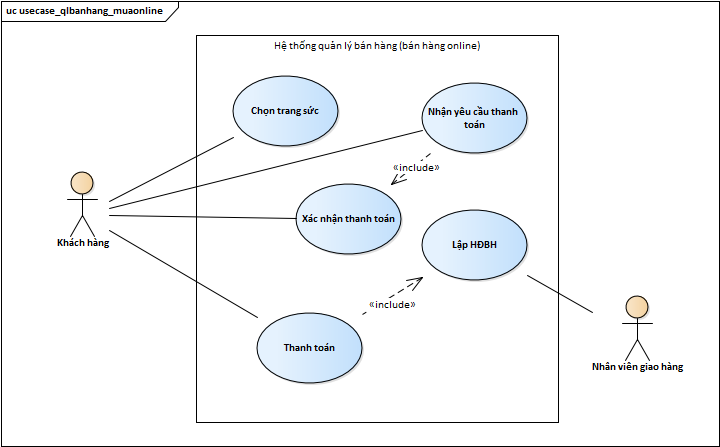 uc usecase_qlbanhang_muaonline
Hệ thống quản lý bán hàng (bán hàng online)
Chọn trang sức
Nhận yêu cầu thanh
toán
«include»
Xác nhận thanh toán
Khách hàng
Lập HĐBH
«include»
Thanh toán
Nhân viên giao hàng